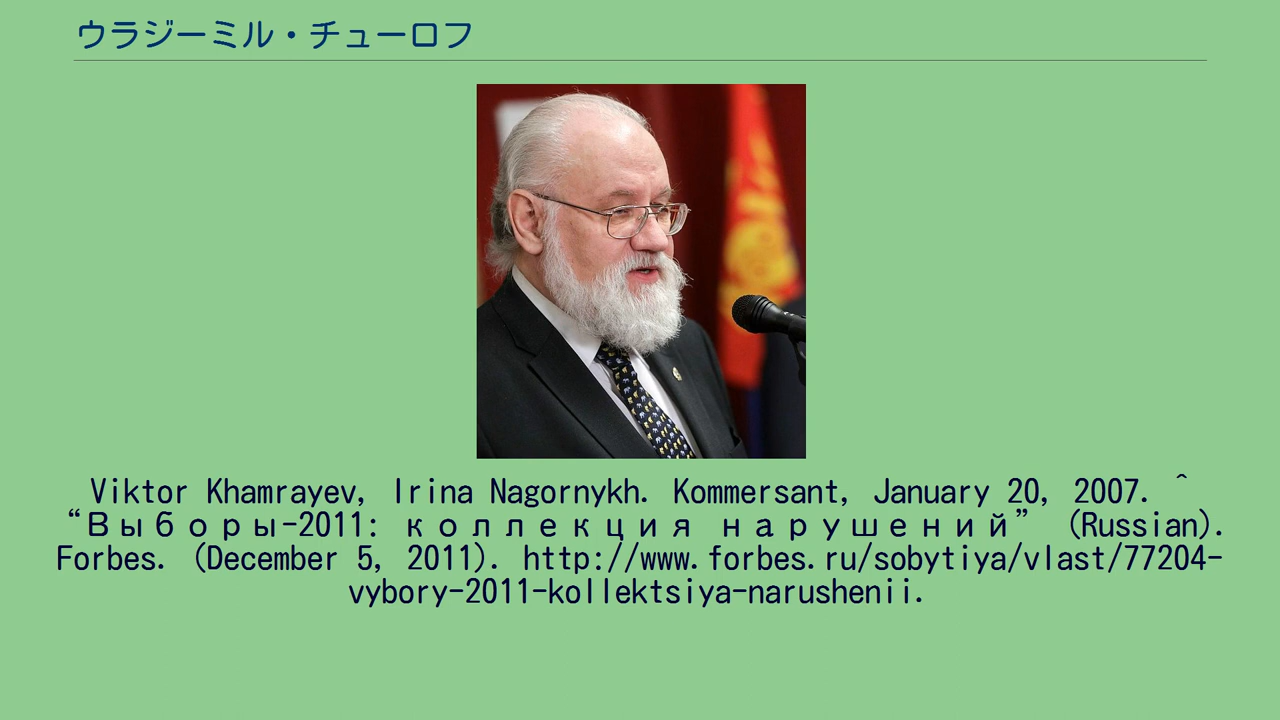 ウラジーミル・チューロフ
Viktor Khamrayev, Irina Nagornykh. Kommersant, January 20, 2007. ^
“Выборы-2011: коллекция нарушений” (Russian).
Forbes. (December 5, 2011). http://www.forbes.ru/sobytiya/vlast/77204-
vybory-2011-kollektsiya-narushenii.